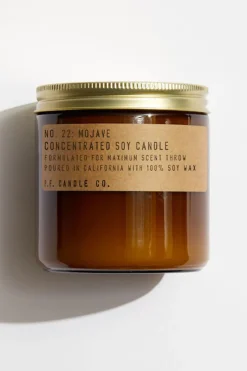 NO. 22: MOJAVE
CONCENTRATED SOY CANDLE
FORMULATED FOR MAXIMUM SCENT THROW
POURED IN CALIFORNIA WITH 100% SOY WAX
P.F. CANDLE CO.